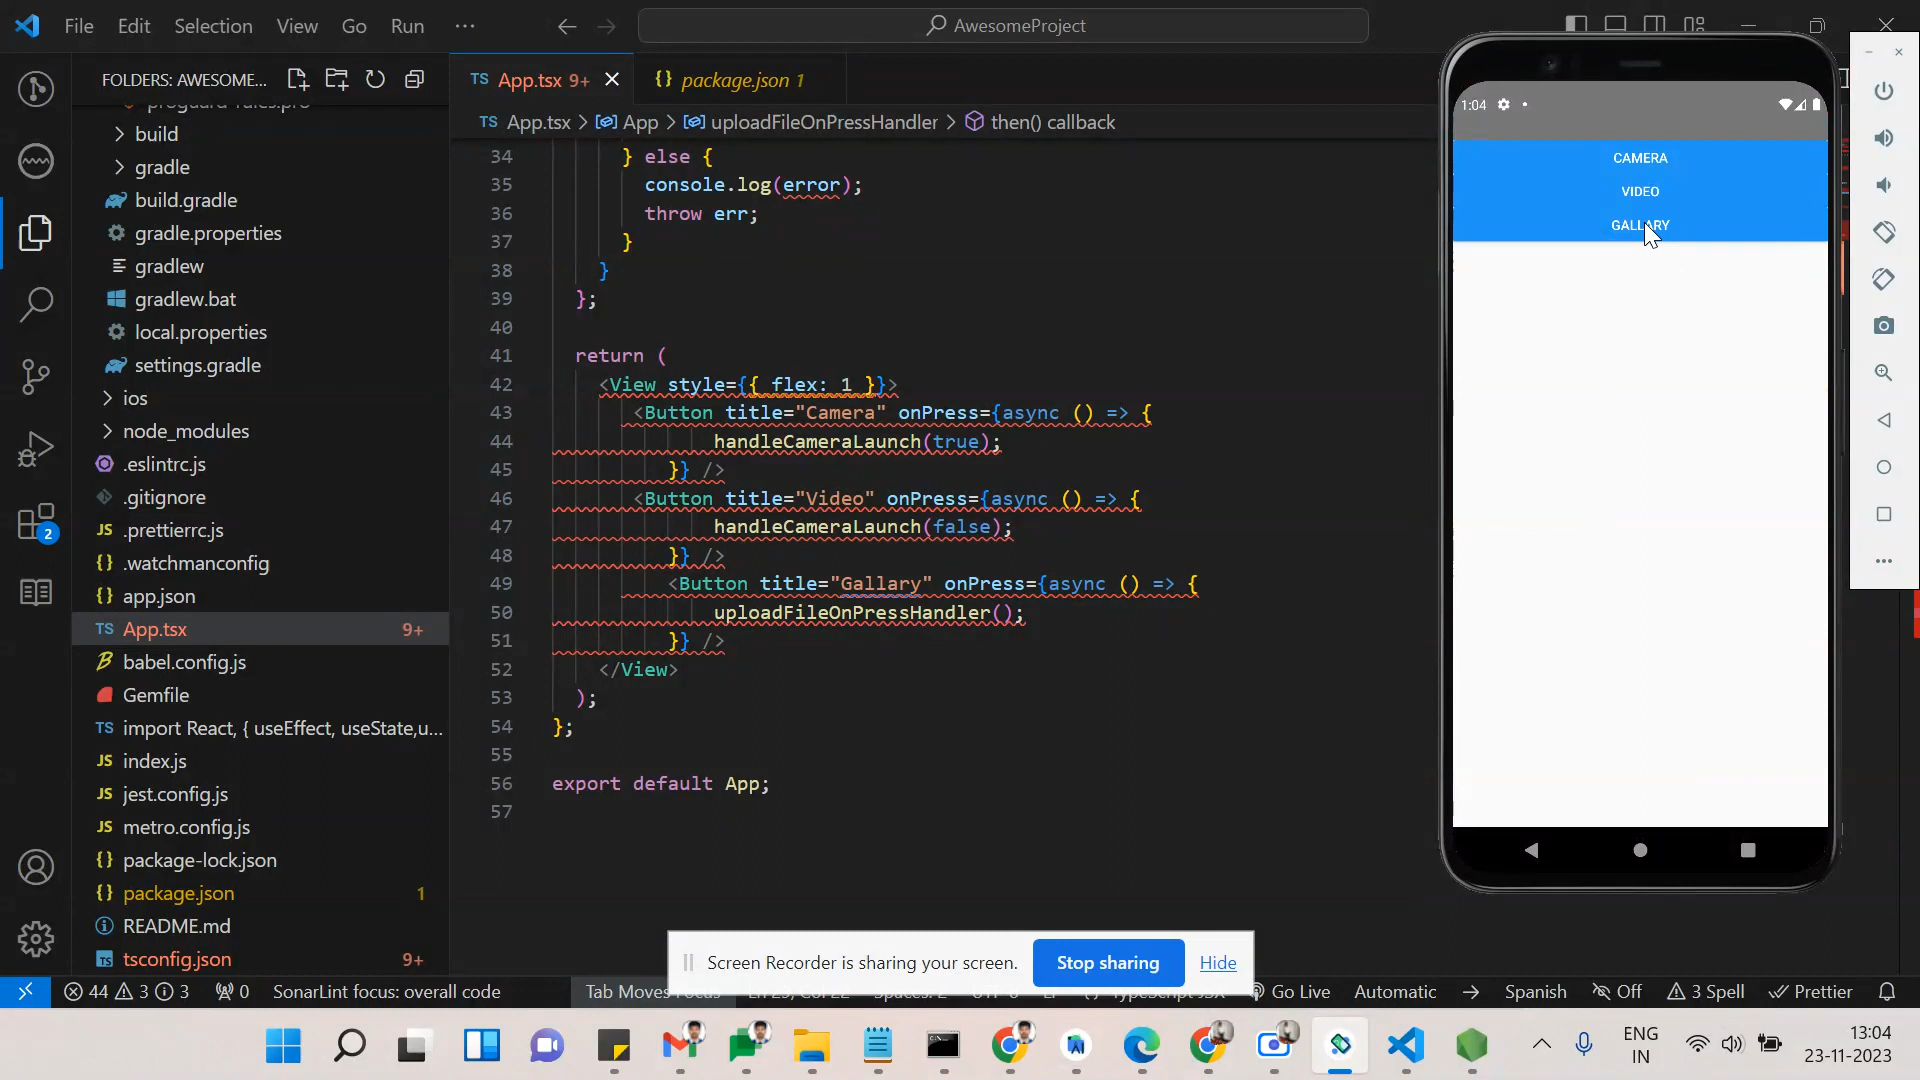 File Edit Selection View Go Run ···
AwesomeProject
FOLDERS: AWESOME...
build
gradle
build.gradle
gradle.properties
gradlew
gradlew.bat
local.properties
settings.gradle
ios
node_modules
.eslintrc.js
.gitignore
JS .prettierrc.js
{} .watchmanconfig
{} app.json
TS App.tsx 9+
babel.config.js
Gemfile
TS import React, { useEffect, useState,u...
JS index.js
JS jest.config.js
JS metro.config.js
{} package-lock.json
{} package.json 1
README.md
TS tsconfig.json 9+
2
TS App.tsx 9+
{} package.json 1
TS App.tsx > App > uploadFileOnPressHandler > then() callback
34 } else {
35 console.log(error);
36 throw err;
37 }
38 }
39 };
40
41 return (
42 <View style={{ flex: 1 }}>
43 <Button title="Camera" onPress={async () => {
44 handleCameraLaunch(true);
45 }} />
46 <Button title="Video" onPress={async () => {
47 handleCameraLaunch(false);
48 }} />
49 <Button title="Gallary" onPress={async () => {
50 uploadFileOnPressHandler();
51 }} />
52 </View>
53 );
54 };
55
56 export default App;
57
1:04
CAMERA
VIDEO
GALLARY
Screen Recorder is sharing your screen. Stop sharing Hide
44 3 3 0 SonarLint focus: overall code Tab Moves Focus Go Live Automatic Spanish Off 3 Spell Prettier
ENG
IN
13:04
23-11-2023